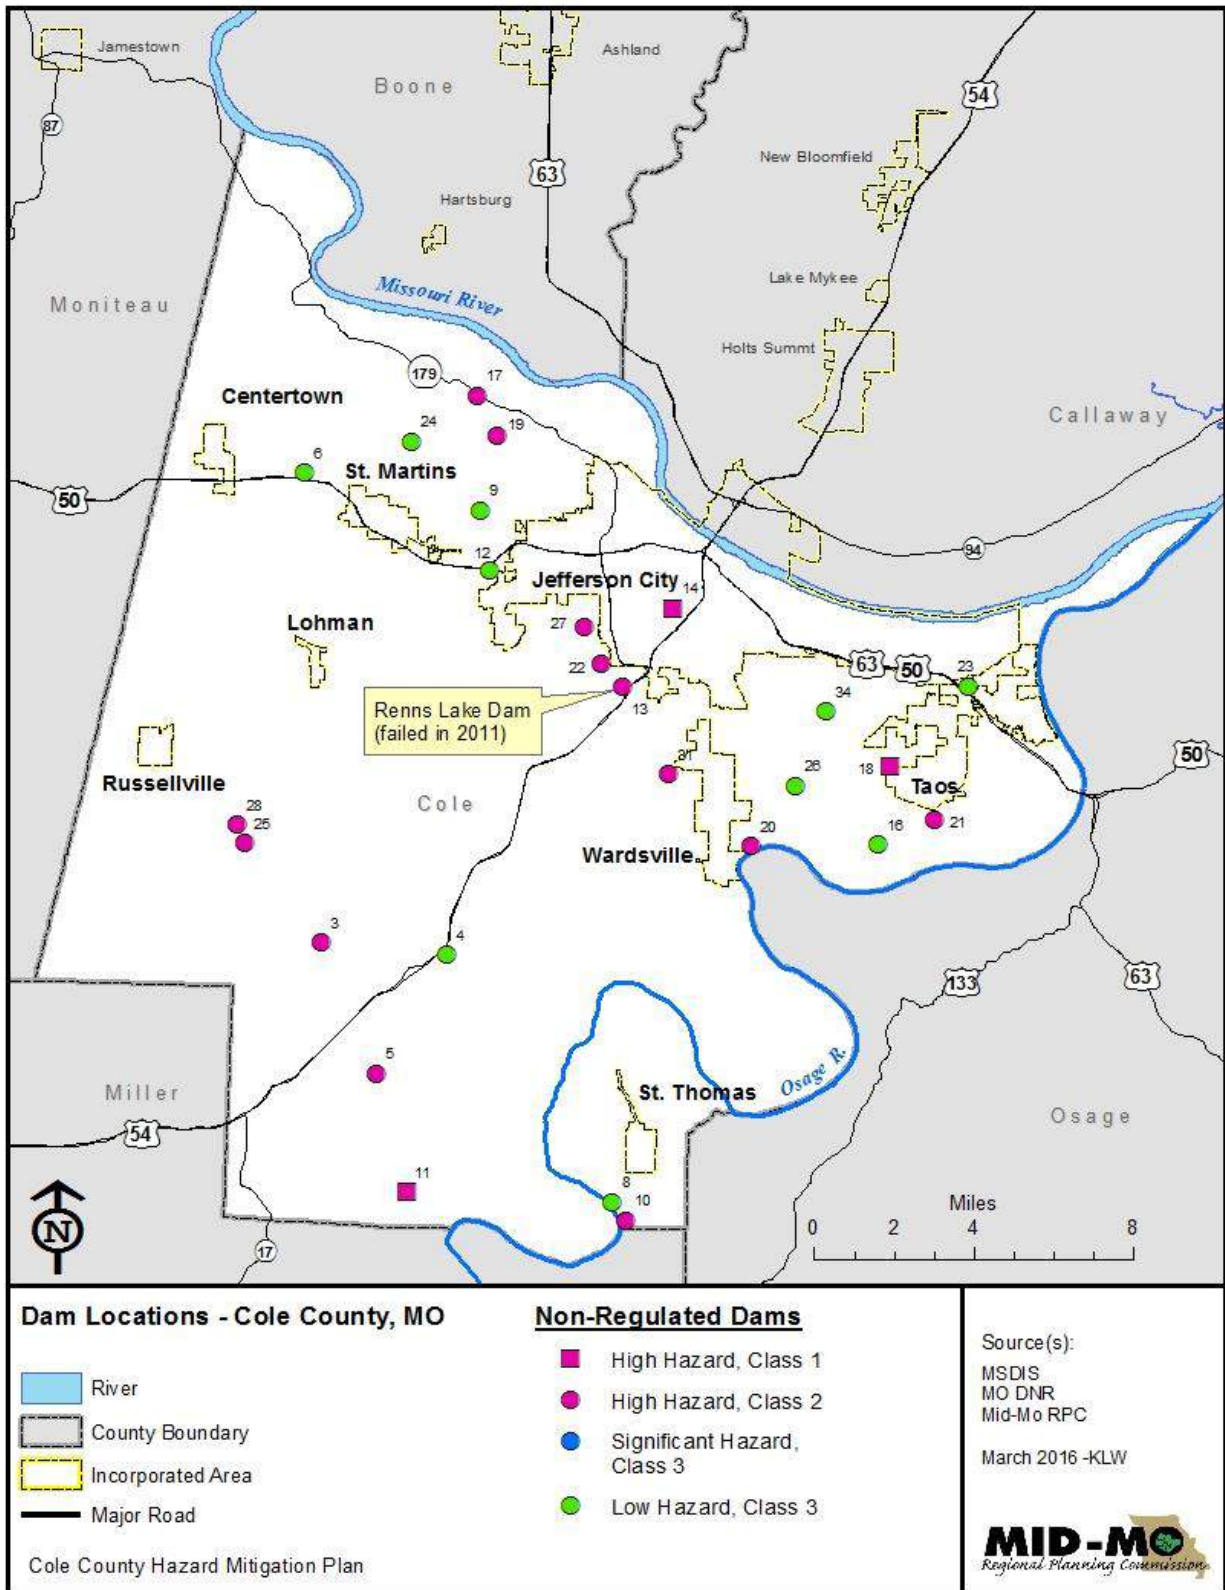 Jamestown
Ashland
Boone
54
87
63
New Bloomfield
Hartsburg
Lake Mykee
Missouri River
Moniteau
Holts Summt
179
17
Centertown
Callaway
24
19
6
St. Martins
50
9
94
12
Jefferson City
14
Lohman
27
22
63
50
23
Renns Lake Dam
(failed in 2011)
13
34
50
31
18
Russellville
26
Taos
Cole
28
25
20
16
21
Wardsville
3
4
133
63
5
Osage R.
Miller
St. Thomas
Osage
54
11
8
10
Miles
0 2 4 8
N
17
Dam Locations - Cole County, MO
River
County Boundary
Incorporated Area
Major Road
Cole County Hazard Mitigation Plan
Non-Regulated Dams
High Hazard, Class 1
High Hazard, Class 2
Significant Hazard,
Class 3
Low Hazard, Class 3
Source(s):
MSDIS
MO DNR
Mid-Mo RPC
March 2016 -KLW
MID-MO
Regional Planning Commission